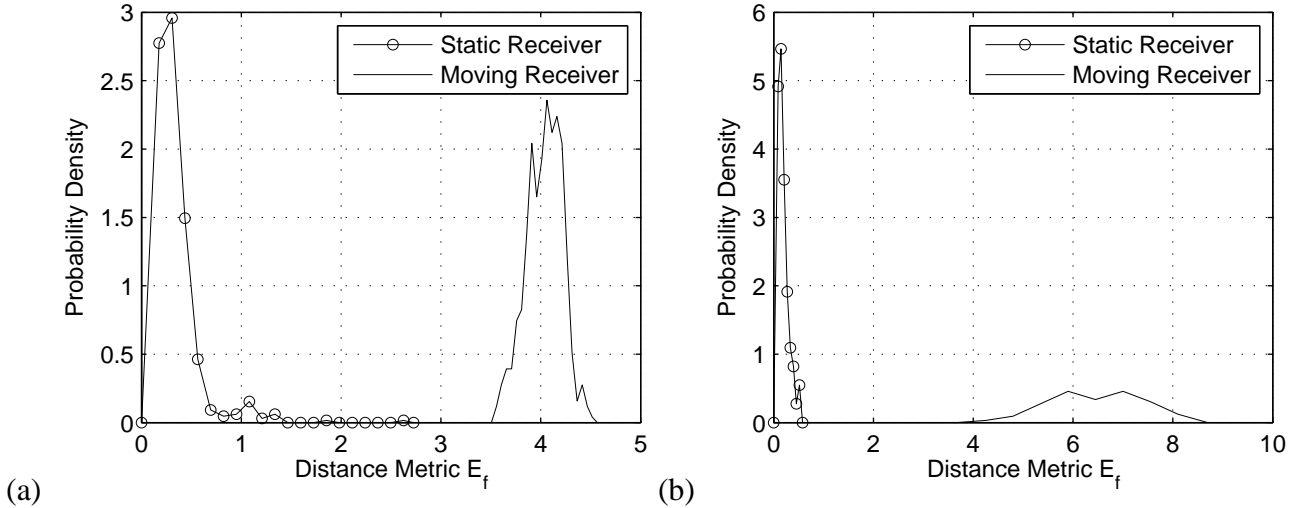 3
2.5
2
1.5
1
0.5
0
0
1
2
3
4
5
Probability Density
Distance Metric E_f
Static Receiver
Moving Receiver
(a)
6
5
4
3
2
1
0
0
2
4
6
8
10
Probability Density
Distance Metric E_f
Static Receiver
Moving Receiver
(b)